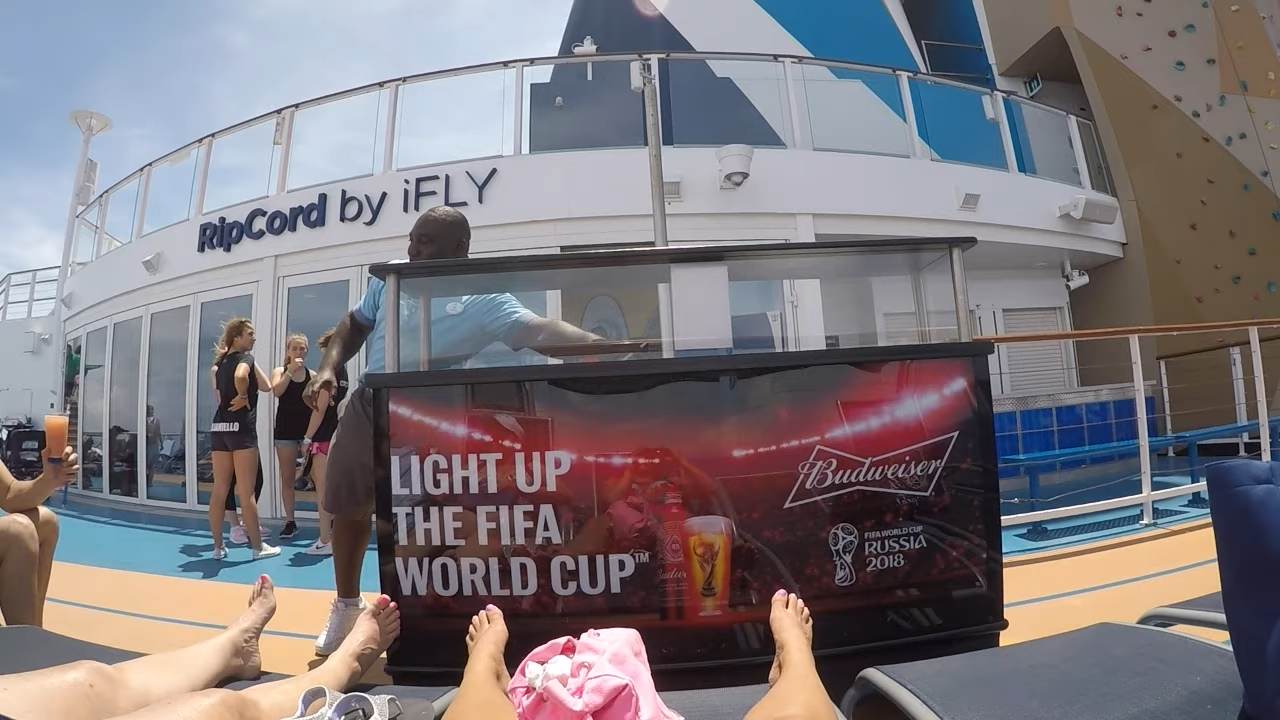 RipCord by iFLY
LIGHT UP
THE FIFA
WORLD CUP™
Budweiser
FIFA WORLD CUP
RUSSIA
2018